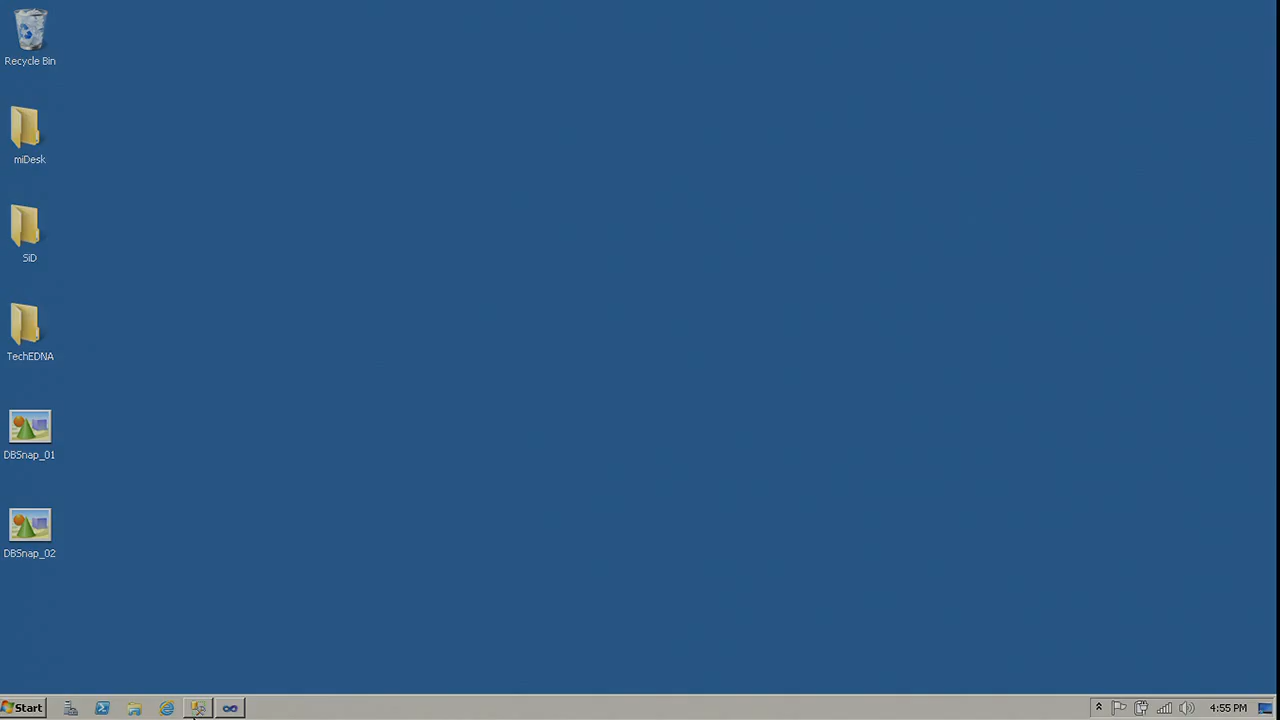 Recycle Bin
miDesk
SiD
TechEDNA
DBSnap_01
DBSnap_02
Start
4:55 PM